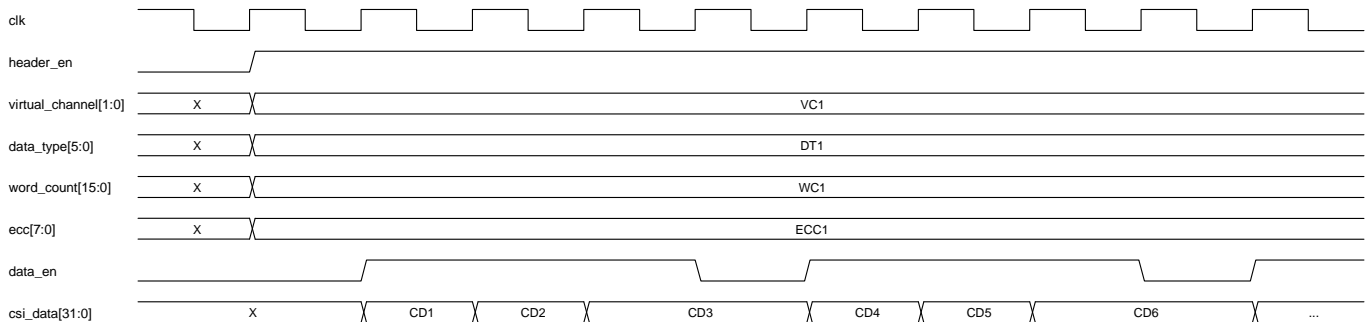 clk
header_en
virtual_channel[1:0] X VC1
data_type[5:0] X DT1
word_count[15:0] X WC1
ecc[7:0] X ECC1
data_en
csi_data[31:0] X CD1 CD2 CD3 CD4 CD5 CD6 ...